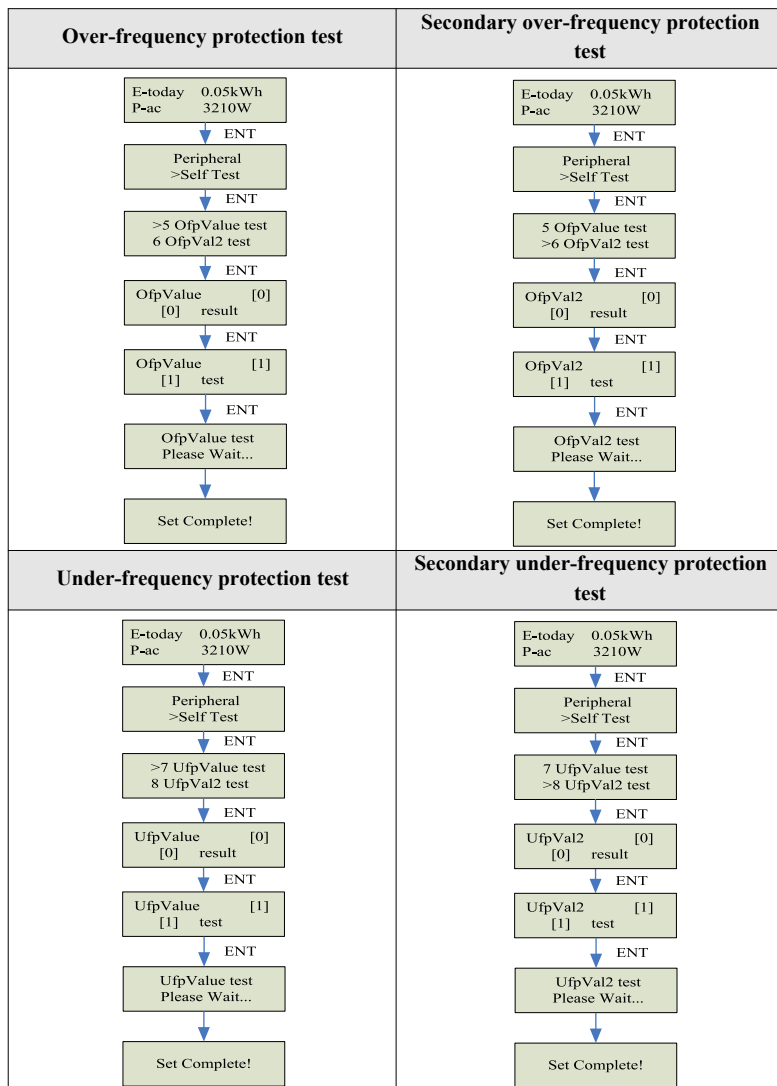 Over-frequency protection test
E-today 0.05kWh
P-ac 3210W
ENT
Peripheral
>Self Test
ENT
>5 OfpValue test
6 OfpVal2 test
ENT
OfpValue [0]
[0] result
ENT
OfpValue [1]
[1] test
ENT
OfpValue test
Please Wait...
Set Complete!
Secondary over-frequency protection
test
E-today 0.05kWh
P-ac 3210W
ENT
Peripheral
>Self Test
ENT
5 OfpValue test
>6 OfpVal2 test
ENT
OfpVal2 [0]
[0] result
ENT
OfpVal2 [1]
[1] test
ENT
OfpVal2 test
Please Wait...
Set Complete!
Under-frequency protection test
E-today 0.05kWh
P-ac 3210W
ENT
Peripheral
>Self Test
ENT
>7 UfpValue test
8 UfpVal2 test
ENT
UfpValue [0]
[0] result
ENT
UfpValue [1]
[1] test
ENT
UfpValue test
Please Wait...
Set Complete!
Secondary under-frequency protection
test
E-today 0.05kWh
P-ac 3210W
ENT
Peripheral
>Self Test
ENT
7 UfpValue test
>8 UfpVal2 test
ENT
UfpVal2 [0]
[0] result
ENT
UfpVal2 [1]
[1] test
ENT
UfpVal2 test
Please Wait...
Set Complete!